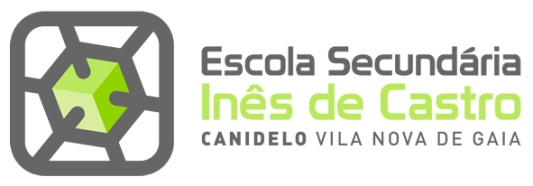 Escola Secundária
Inês de Castro
CANIDELO VILA NOVA DE GAIA